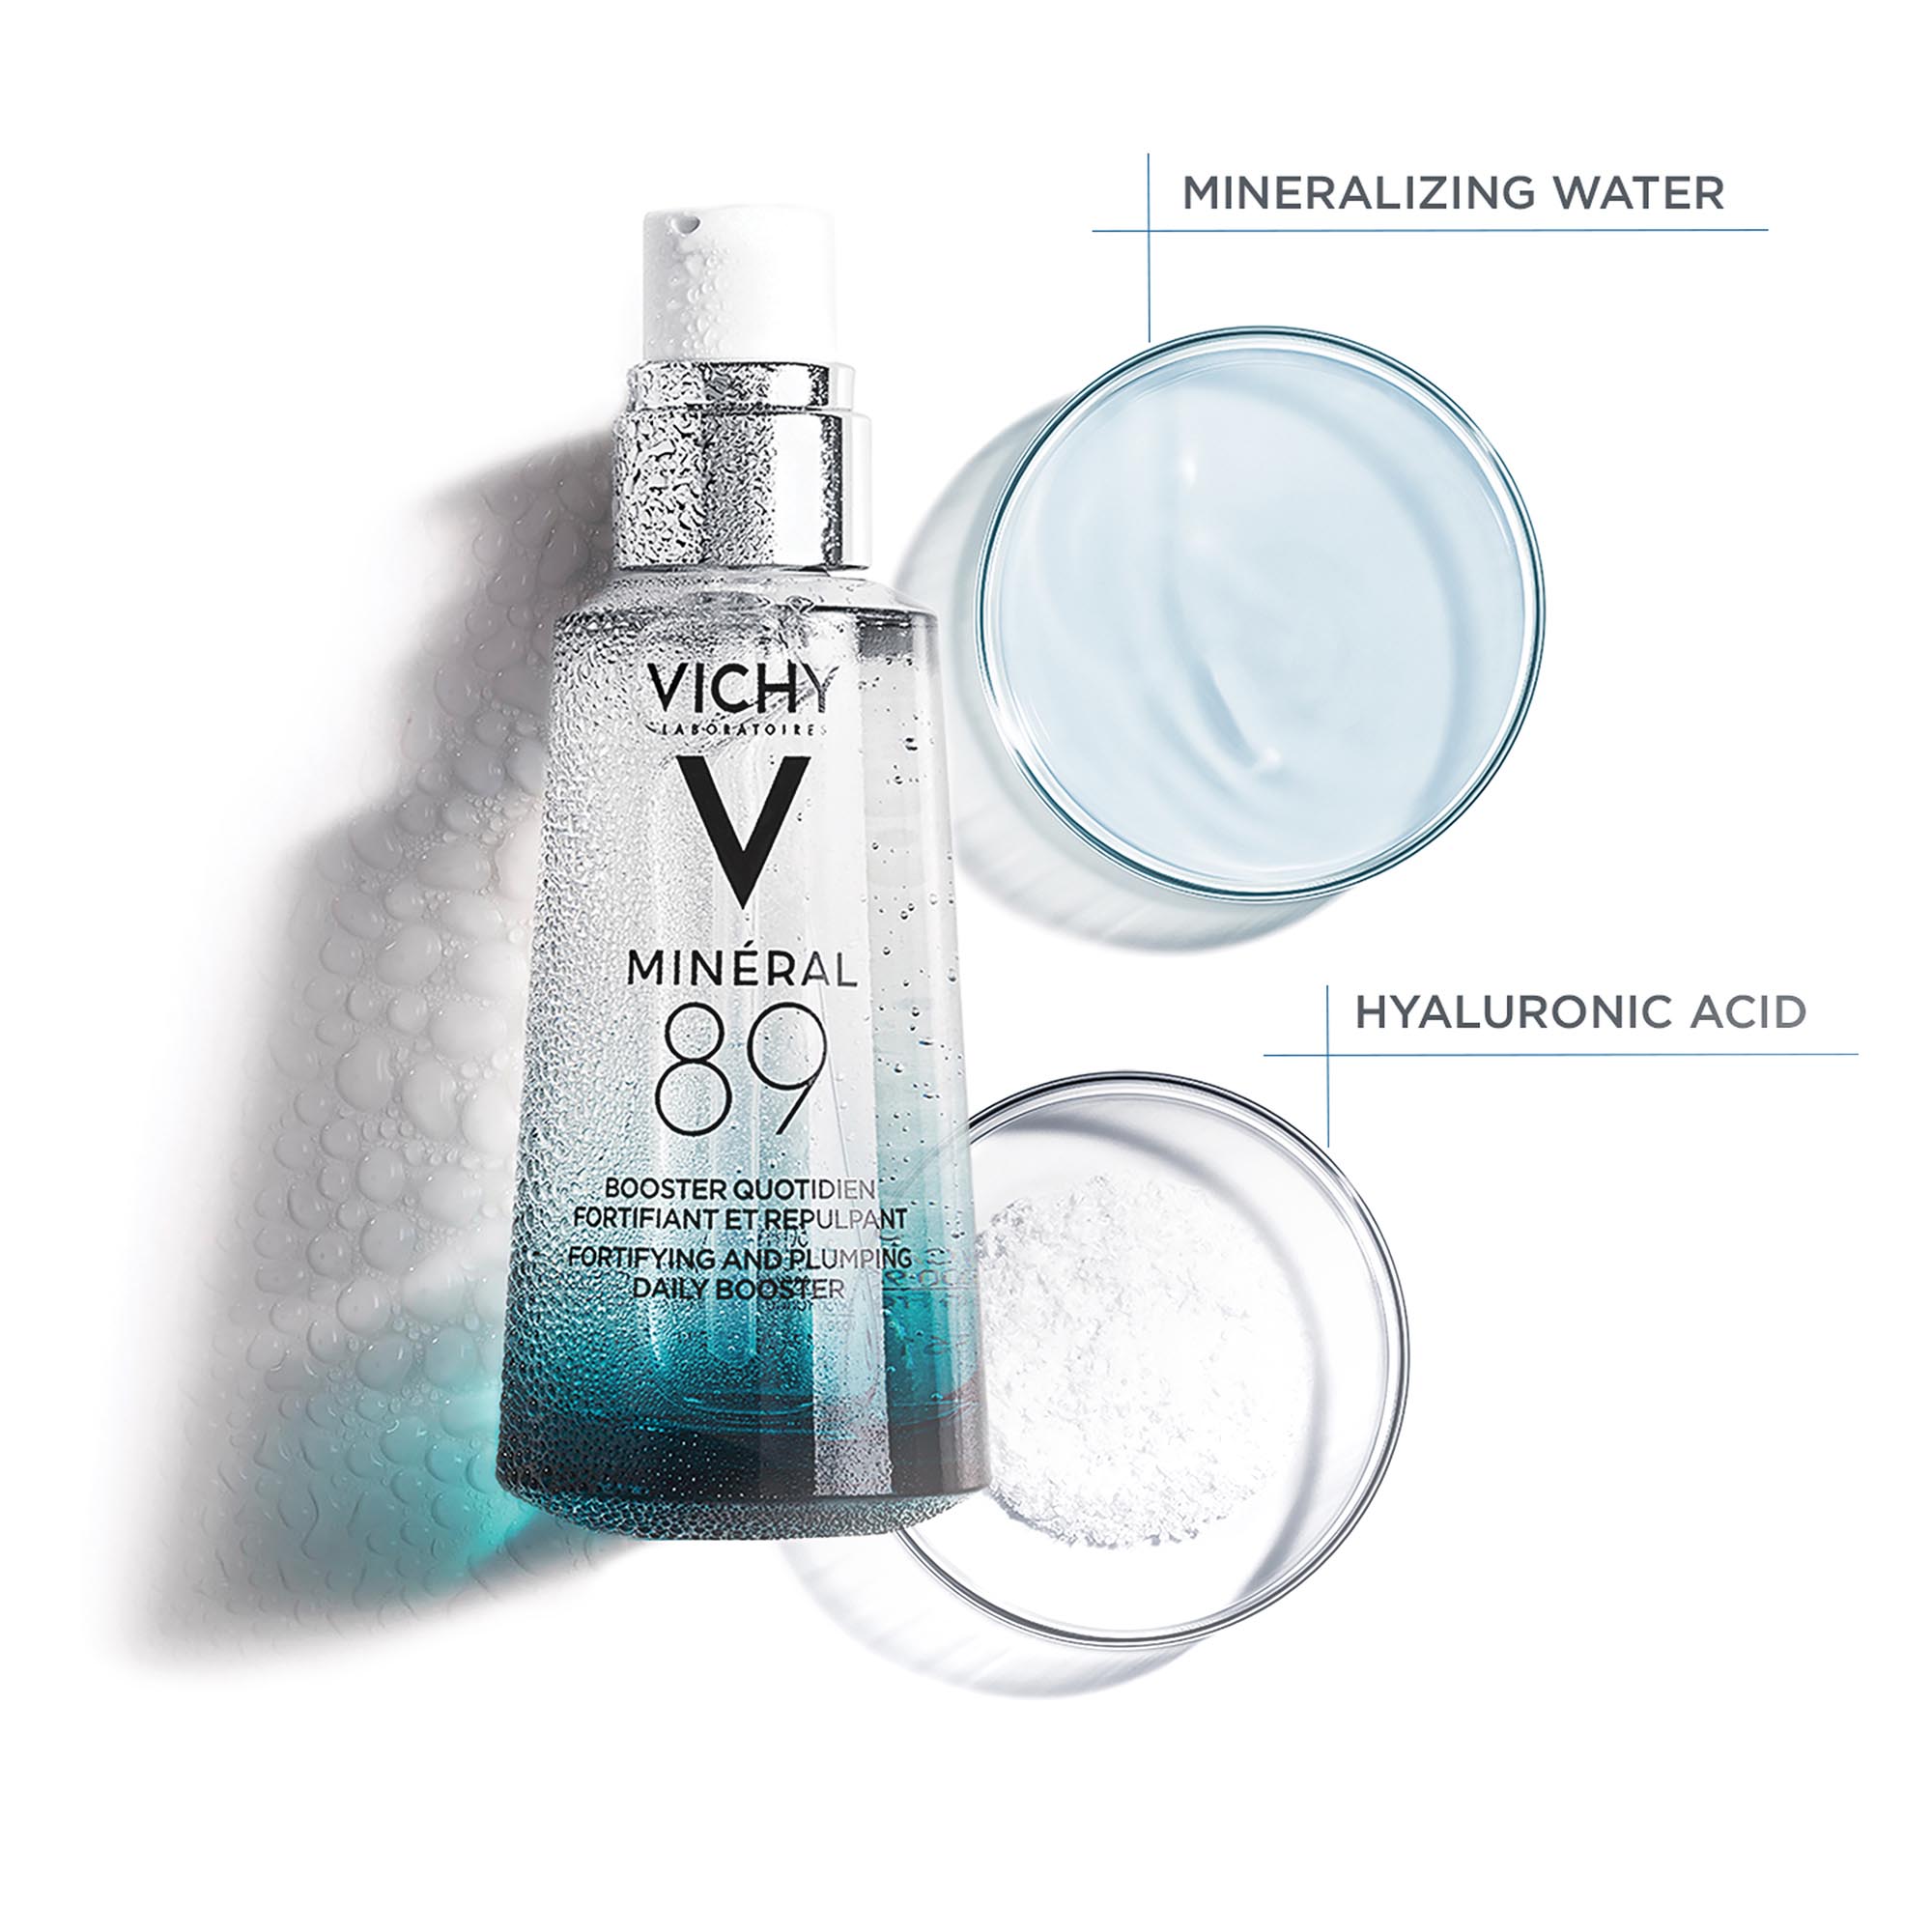 VICHY
LABORATOIRES
V
MINÉRAL
89
BOOSTER QUOTIDIEN
FORTIFIANT ET REPULPANT
FORTIFYING AND PLUMPING
DAILY BOOSTER
MINERALIZING WATER
HYALURONIC ACID